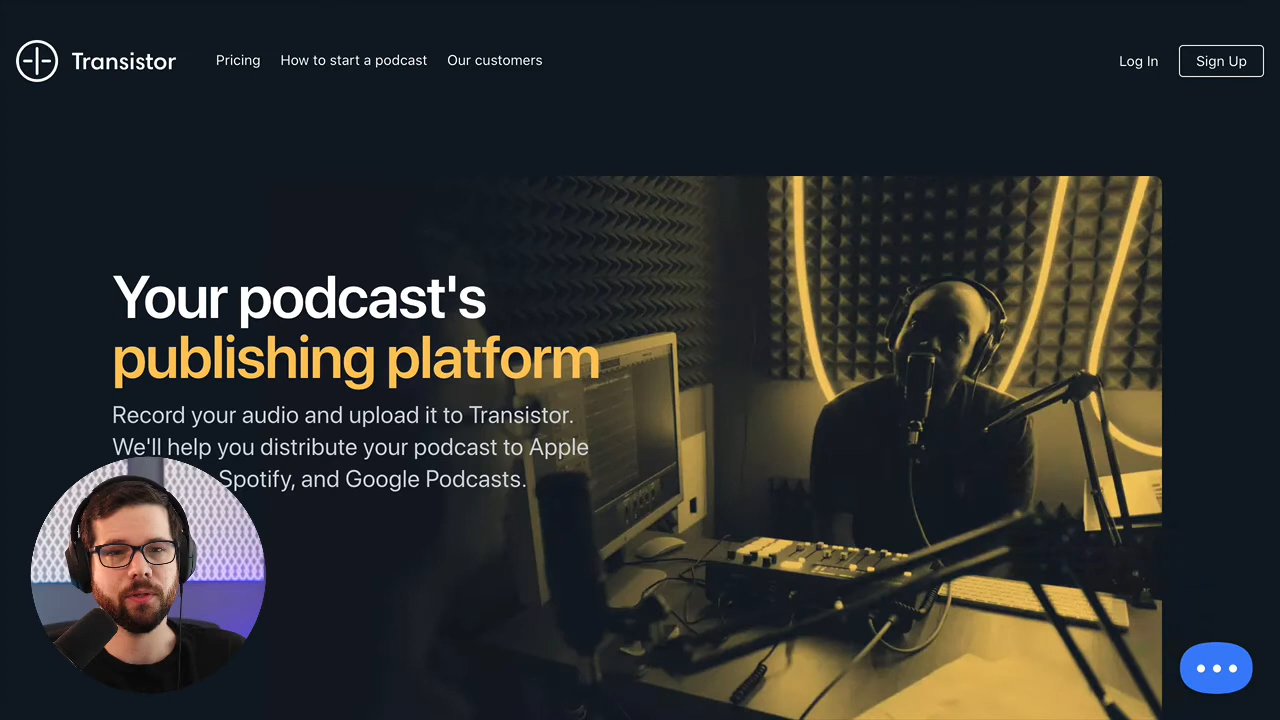 Transistor
Pricing
How to start a podcast
Our customers
Log In
Sign Up
Your podcast's
publishing platform
Record your audio and upload it to Transistor.
We'll help you distribute your podcast to Apple
Spotify, and Google Podcasts.